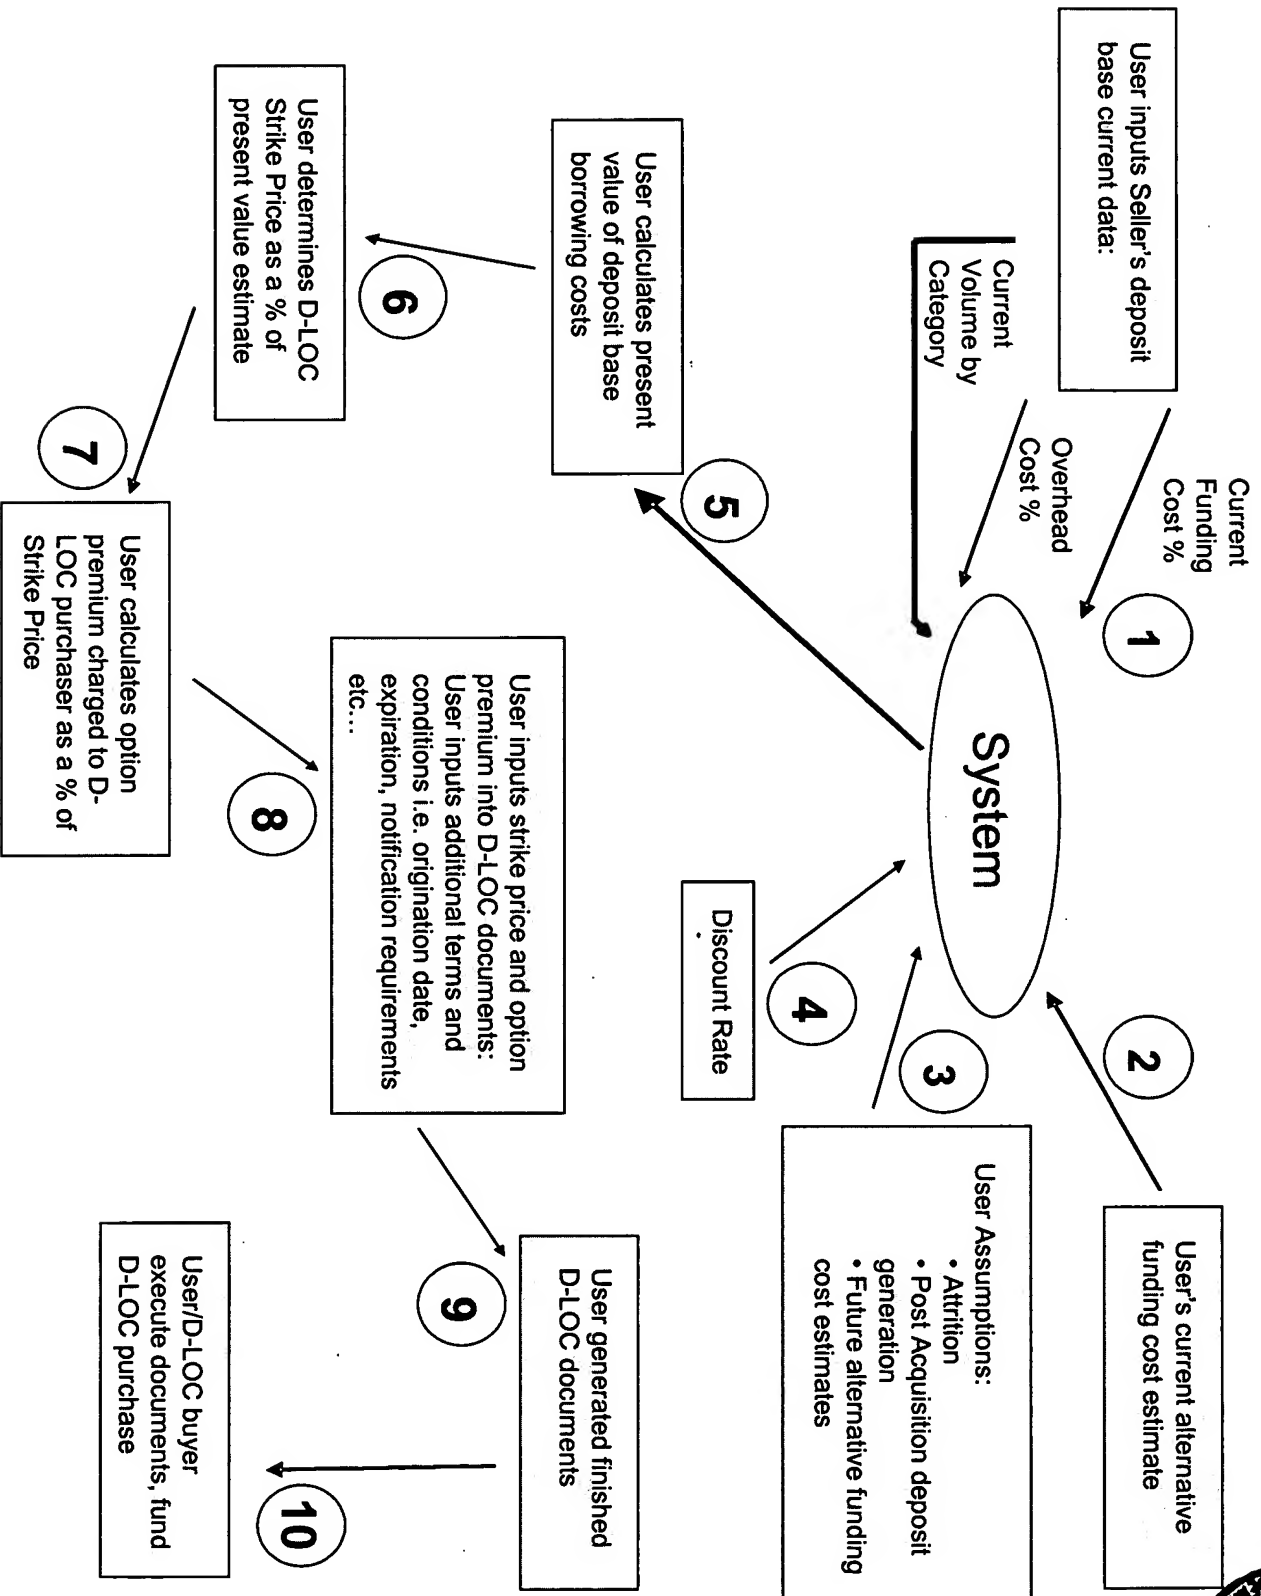 User inputs Seller's deposit
base current data:
Current
Funding
Cost %
1
Overhead
Cost %
Current
Volume by
Category
System
2
User's current alternative
funding cost estimate
3
User Assumptions:
• Attrition
• Post Acquisition deposit
generation
• Future alternative funding
cost estimates
4
Discount Rate
5
User calculates present
value of deposit base
borrowing costs
6
User determines D-LOC
Strike Price as a % of
present value estimate
7
User calculates option
premium charged to D-
LOC purchaser as a % of
Strike Price
8
User inputs strike price and option
premium into D-LOC documents:
User inputs additional terms and
conditions i.e. origination date,
expiration, notification requirements
etc...
9
User generated finished
D-LOC documents
10
User/D-LOC buyer
execute documents, fund
D-LOC purchase